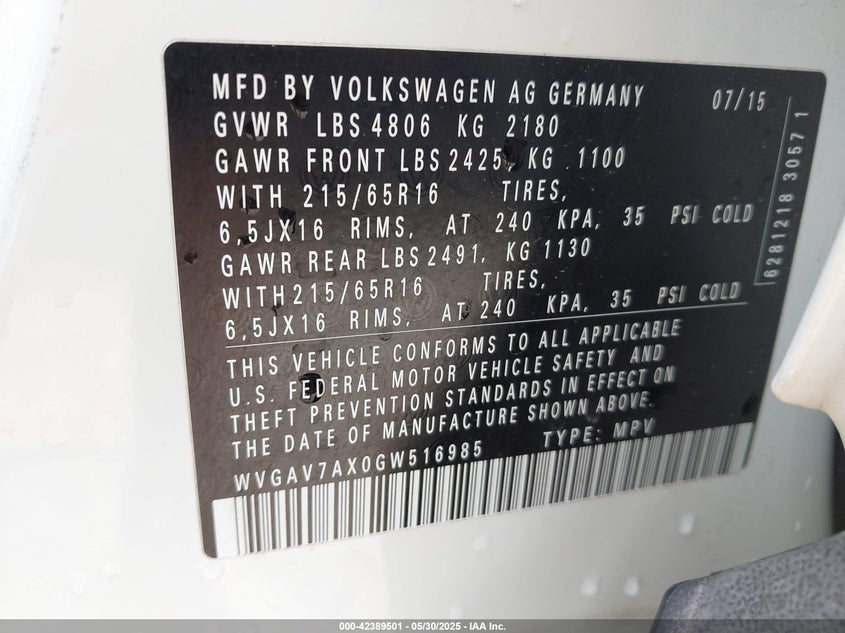 MFD BY VOLKSWAGEN AG GERMANY 07/15
GVWR LBS 4806 KG 2180
GAWR FRONT LBS 2425, KG 1100
WITH 215/65R16 TIRES,
6,5JX16 RIMS, AT 240 KPA, 35 PSI COLD
GAWR REAR LBS 2491, KG 1130
WITH 215/65R16 TIRES,
6,5JX16 RIMS, AT 240 KPA, 35 PSI COLD
THIS VEHICLE CONFORMS TO ALL APPLICABLE
U.S. FEDERAL MOTOR VEHICLE SAFETY AND
THEFT PREVENTION STANDARDS IN EFFECT ON
THE DATE OF MANUFACTURE SHOWN ABOVE.
WVGAV7AX0GW516985 TYPE: MPV
6281218 3057 1
000-42389501 - 05/30/2025 - IAA Inc.